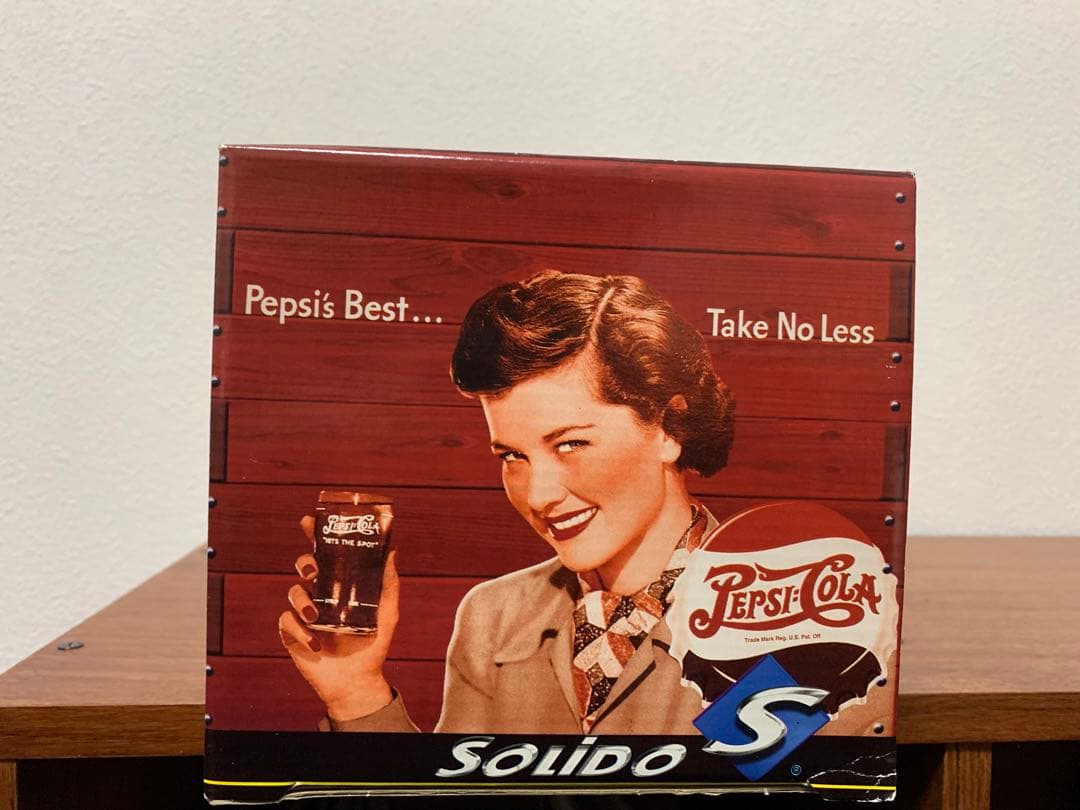 Pepsi's Best...
Take No Less
PEPSI-COLA
"HITS THE SPOT"
PEPSI:COLA
Trade Mark Reg. U.S. Pat. Off
S
SOLiDO
®